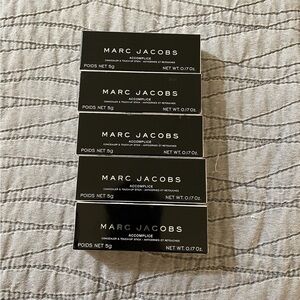 MARC JACOBS
ACCOMPLICE
CONCEALER & TOUCH-UP STICK • ANTICERNES ET RETOUCHES
POIDS NET 5g NET WT. 0.17 Oz.
MARC JACOBS
ACCOMPLICE
CONCEALER & TOUCH-UP STICK • ANTICERNES ET RETOUCHES
POIDS NET 5g NET WT. 0.17 Oz.
MARC JACOBS
ACCOMPLICE
CONCEALER & TOUCH-UP STICK • ANTICERNES ET RETOUCHES
POIDS NET 5g NET WT. 0.17 Oz.
MARC JACOBS
ACCOMPLICE
CONCEALER & TOUCH-UP STICK • ANTICERNES ET RETOUCHES
POIDS NET 5g NET WT. 0.17 Oz.
MARC JACOBS
ACCOMPLICE
CONCEALER & TOUCH-UP STICK • ANTICERNES ET RETOUCHES
POIDS NET 5g NET WT. 0.17 Oz.